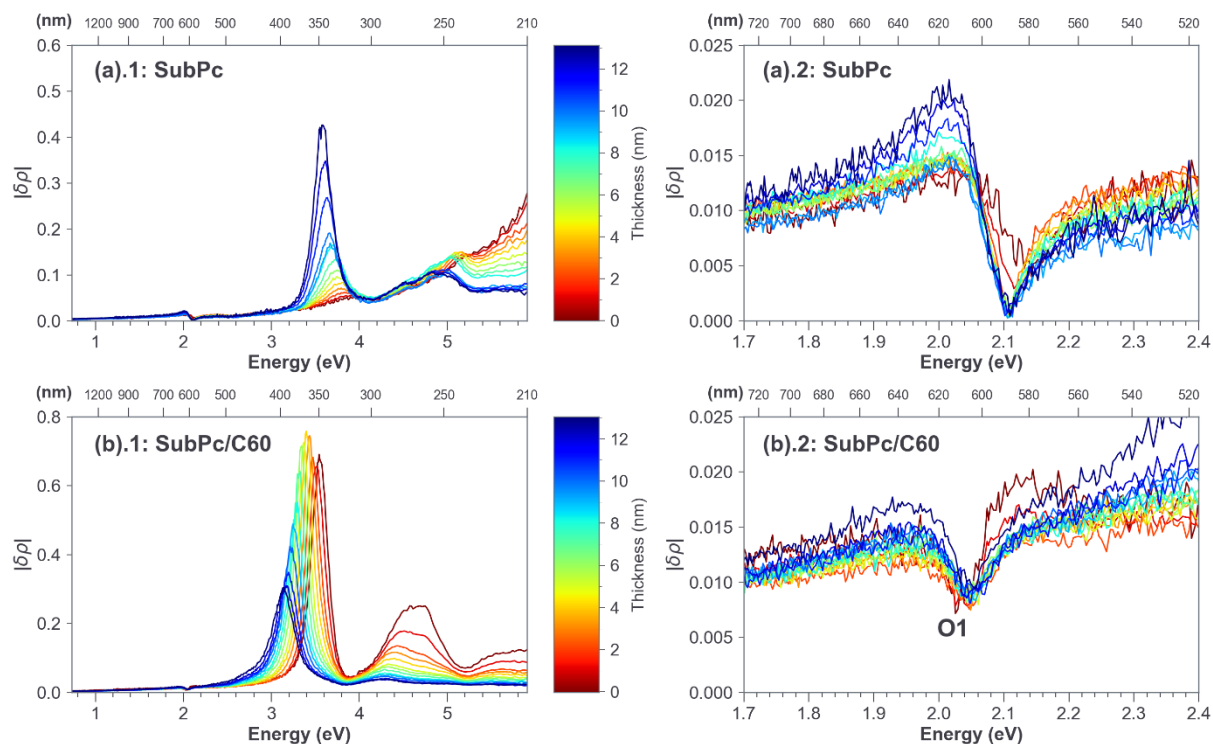 (nm) 1200 900 700 600 500 400 350 300 250 210
0.6
0.5
0.4
0.3
0.2
0.1
0.0
|δρ|
(a).1: SubPc
1 2 3 4 5
Energy (eV)
12
10
8
6
4
2
0
Thickness (nm)
(nm) 720 700 680 660 640 620 600 580 560 540 520
0.025
0.020
0.015
0.010
0.005
0.000
|δρ|
(a).2: SubPc
1.7 1.8 1.9 2.0 2.1 2.2 2.3 2.4
Energy (eV)
(nm) 1200 900 700 600 500 400 350 300 250 210
0.8
0.6
0.4
0.2
0.0
|δρ|
(b).1: SubPc/C60
1 2 3 4 5
Energy (eV)
12
10
8
6
4
2
0
Thickness (nm)
(nm) 720 700 680 660 640 620 600 580 560 540 520
0.025
0.020
0.015
0.010
0.005
0.000
|δρ|
(b).2: SubPc/C60
O1
1.7 1.8 1.9 2.0 2.1 2.2 2.3 2.4
Energy (eV)